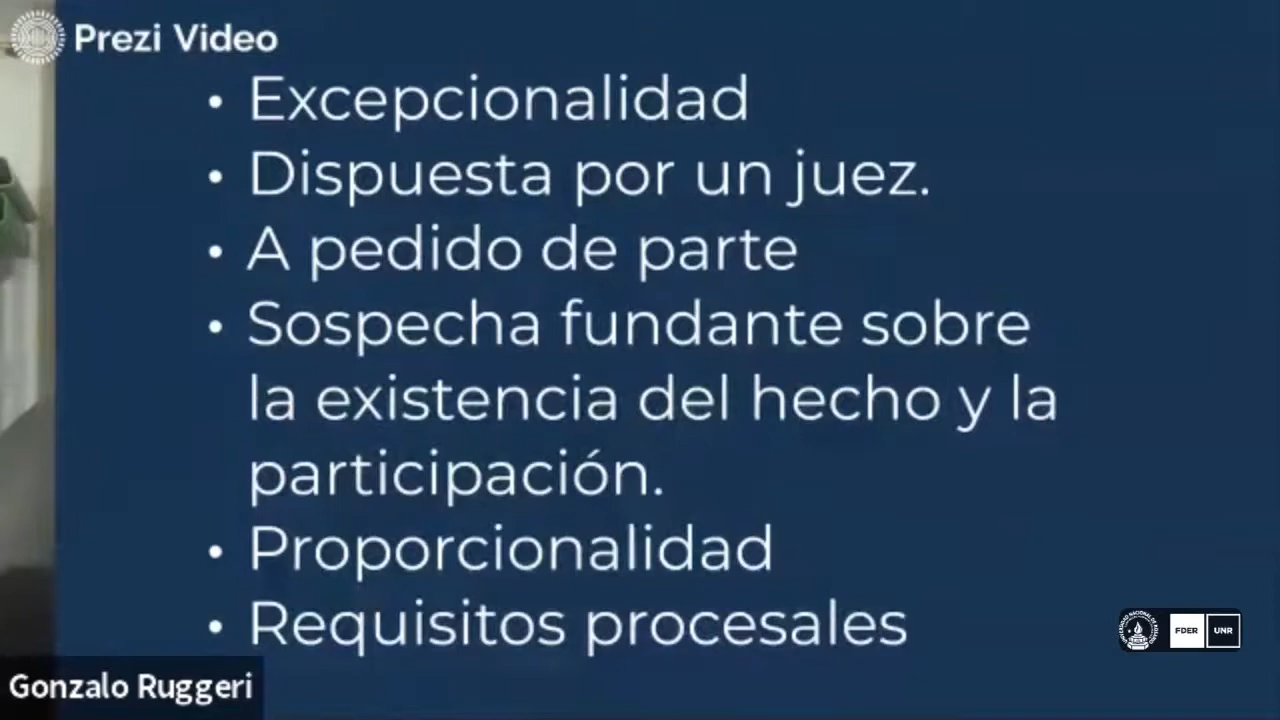 Prezi Video
• Excepcionalidad
• Dispuesta por un juez.
• A pedido de parte
• Sospecha fundante sobre
la existencia del hecho y la
participación.
• Proporcionalidad
• Requisitos procesales
FDER
UNR
Gonzalo Ruggeri